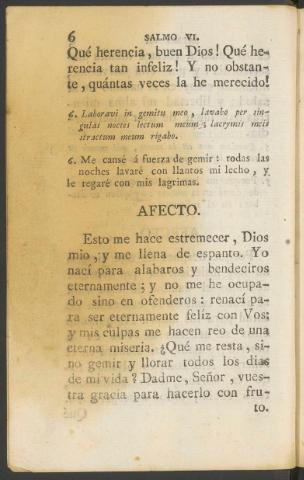 6 SALMO VI.
Qué herencia, buen Dios! Qué he-
rencia tan infeliz! Y no obstan-
te, quántas veces la he merecido!
6. Laboravi in gemitu meo, lavabo per sin-
gulas noctes lectum meum; lacrymis meis
stratum meum rigabo.
6. Me cansé á fuerza de gemir: todas las
noches lavaré con llantos mi lecho, y
le regaré con mis lagrimas.
AFECTO.
Esto me hace estremecer, Dios
mio, y me llena de espanto. Yo
nací para alabaros y bendeciros
eternamente; y no me he ocupa-
do sino en ofenderos: renací pa-
ra ser eternamente felíz con Vos;
y mis culpas me hacen reo de una
eterna miseria. ¿Qué me resta, si-
no gemir y llorar todos los dias
de mi vida? Dadme, Señor, vues-
tra gracia para hacerlo con fru-
to.